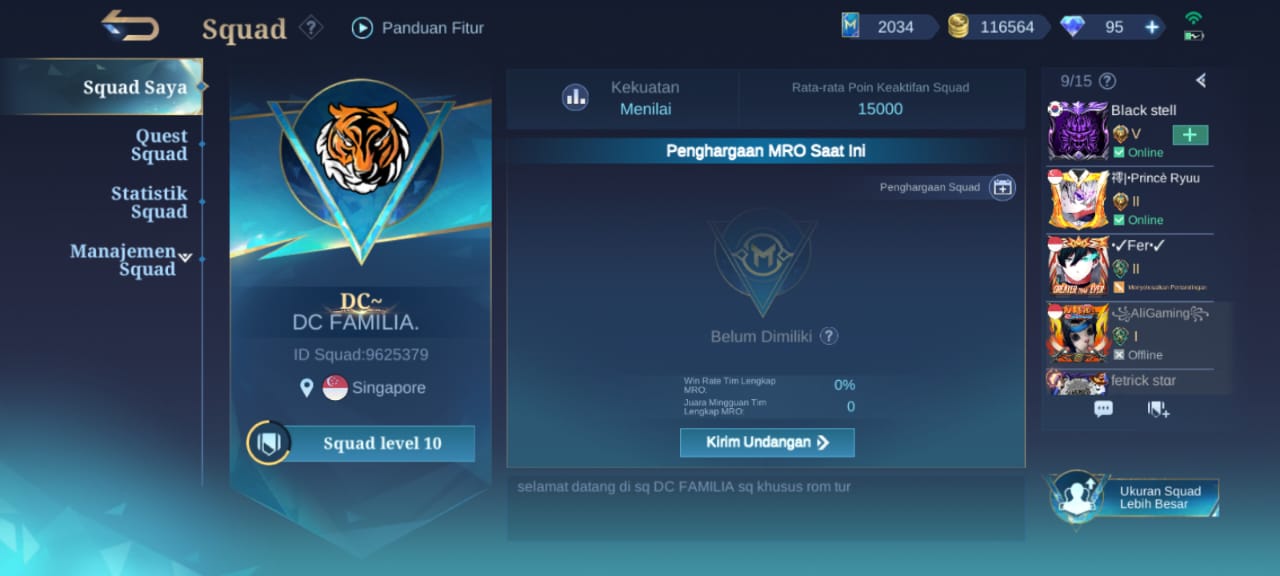 Squad
Panduan Fitur
2034
116564
95
Squad Saya
Quest
Squad
Statistik
Squad
Manajemen
Squad
DC~
DC FAMILIA.
ID Squad:9625379
Singapore
Squad level 10
Kekuatan
Menilai
Rata-rata Poin Keaktifan Squad
15000
Penghargaan MRO Saat Ini
Penghargaan Squad
Belum Dimiliki
Win Rate Tim Lengkap
MRO:
0%
Juara Mingguan Tim
Lengkap MRO:
0
Kirim Undangan
selamat datang di sq DC FAMILIA sq khusus rom tur
9/15
Black stell
V
Online
|•Princè Ryuu
II
Online
•✓Fer•✓
II
Menyelesaikan Pertandingan
꧁AliGaming꧂
I
Offline
fetrick star
Ukuran Squad
Lebih Besar